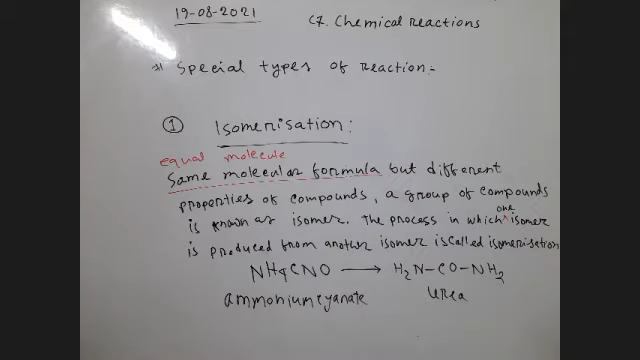 19-08-2021
C7. Chemical Reactions
* Special types of Reaction:-
① Isomerisation:
equal molecule
Same molecular formula but different
properties of compounds, a group of compounds
is known as isomer. The process in which one isomer
is produced from another isomer is called isomerisation
NH4CNO → H2N-CO-NH2
ammoniumcyanate urea